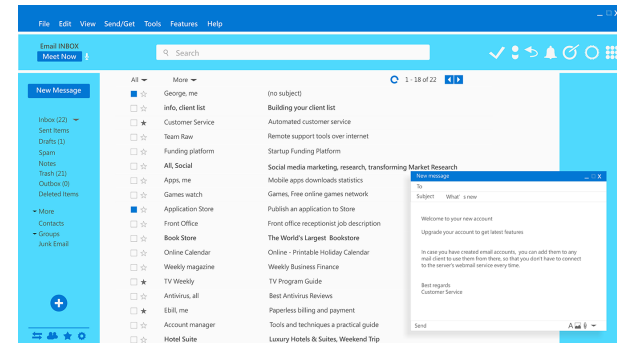 File Edit View Send/Get Tools Features Help
Email INBOX
Meet Now
Search
New Message
Inbox (22)
Sent Items
Drafts (1)
Spam
Notes
Trash (21)
Outbox (0)
Deleted Items
More
Contacts
Groups
Junk Email
All More 1 - 18 of 22
George, me (no subject)
info, client list Building your client list
Customer Service Automated customer service
Team Raw Remote support tools over internet
Funding platform Startup Funding Platform
All, Social Social media marketing, research, transforming Market Research
Apps, me Mobile apps downloads statistics
Games watch Games, Free online games network
Application Store Publish an application to Store
Front Office Front office receptionist job description
Book Store The World's Largest Bookstore
Online Calendar Online - Printable Holiday Calendar
Weekly magazine Weekly Business Finance
TV Weekly TV Program Guide
Antivirus, all Best Antivirus Reviews
Ebill, me Paperless billing and payment
Account manager Tools and techniques a practical guide
Hotel Suite Luxury Hotels & Suites, Weekend Trip
New message
To
Subject What' s new
Welcome to your new account
Upgrade your account to get latest features
In case you have created email accounts, you can add them to any
mail client to use them from there, so that you don't have to connect
to the server's webmail service every time.
Best regards
Customer Service
Send A